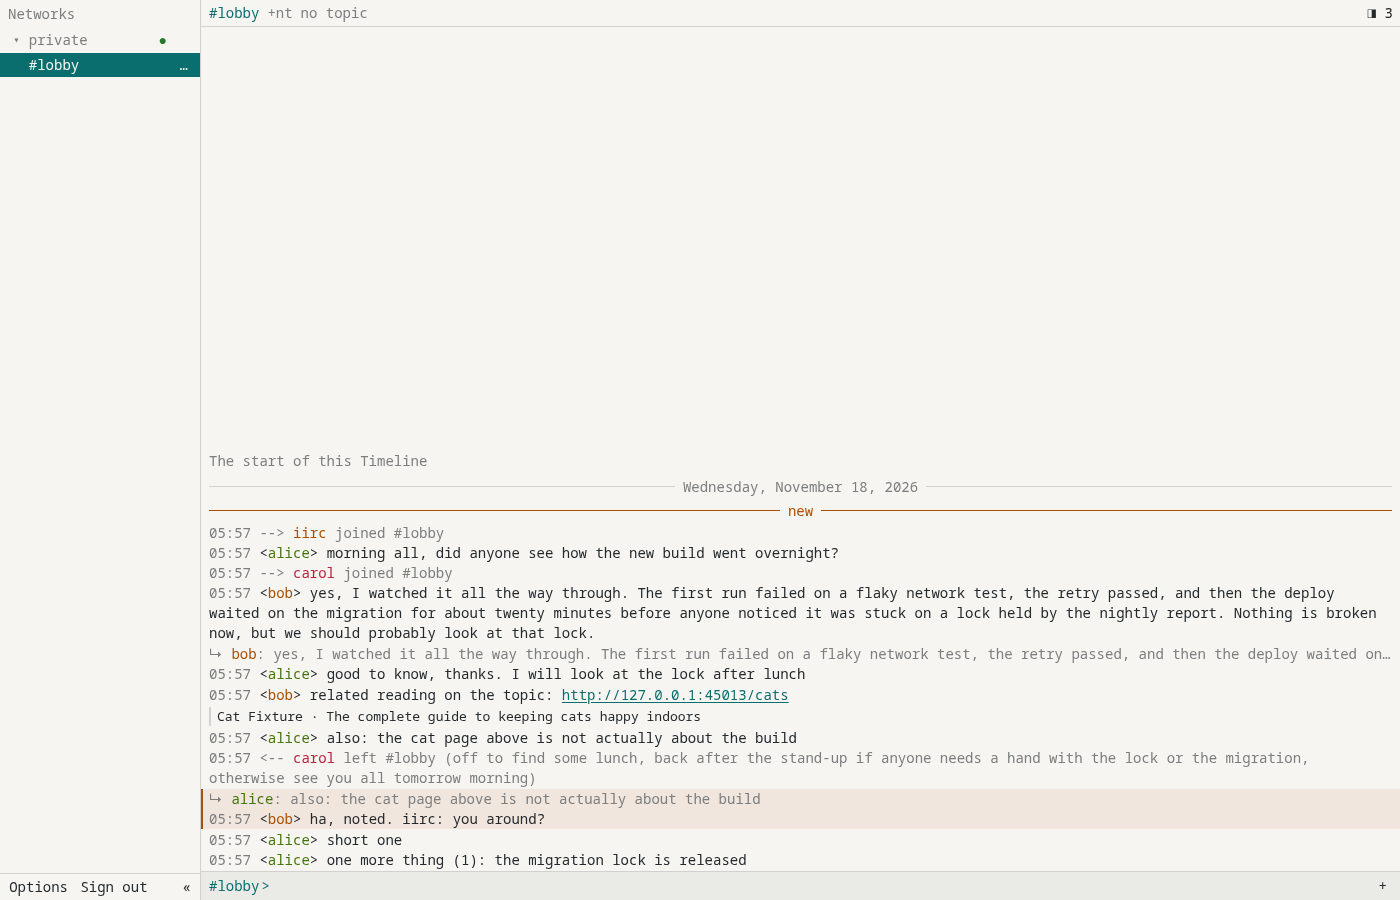 Networks
▾ private ●
#lobby …
#lobby +nt no topic
◨ 3
The start of this Timeline
Wednesday, November 18, 2026
new
05:57 --> iirc joined #lobby
05:57 <alice> morning all, did anyone see how the new build went overnight?
05:57 --> carol joined #lobby
05:57 <bob> yes, I watched it all the way through. The first run failed on a flaky network test, the retry passed, and then the deploy
waited on the migration for about twenty minutes before anyone noticed it was stuck on a lock held by the nightly report. Nothing is broken
now, but we should probably look at that lock.
↳ bob: yes, I watched it all the way through. The first run failed on a flaky network test, the retry passed, and then the deploy waited on…
05:57 <alice> good to know, thanks. I will look at the lock after lunch
05:57 <bob> related reading on the topic: http://127.0.0.1:45013/cats
Cat Fixture · The complete guide to keeping cats happy indoors
05:57 <alice> also: the cat page above is not actually about the build
05:57 <-- carol left #lobby (off to find some lunch, back after the stand-up if anyone needs a hand with the lock or the migration,
otherwise see you all tomorrow morning)
↳ alice: also: the cat page above is not actually about the build
05:57 <bob> ha, noted. iirc: you around?
05:57 <alice> short one
05:57 <alice> one more thing (1): the migration lock is released
Options Sign out «
#lobby> +